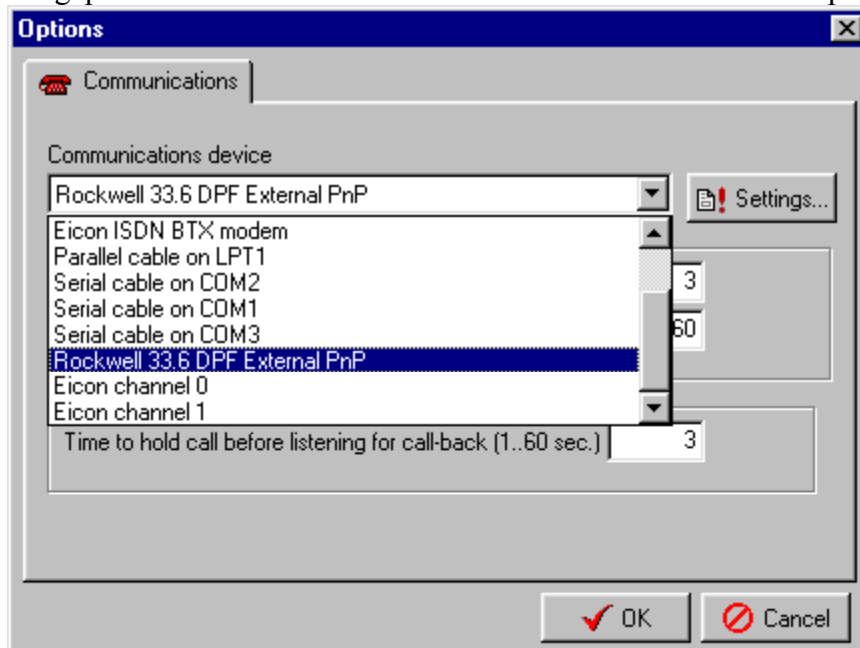 Options
Communications
Communications device
Rockwell 33.6 DPF External PnP
Settings...
Eicon ISDN BTX modem
Parallel cable on LPT1
Serial cable on COM2
3
Serial cable on COM1
Serial cable on COM3
60
Rockwell 33.6 DPF External PnP
Eicon channel 0
Eicon channel 1
Time to hold call before listening for call-back (1..60 sec.) 3
OK
Cancel